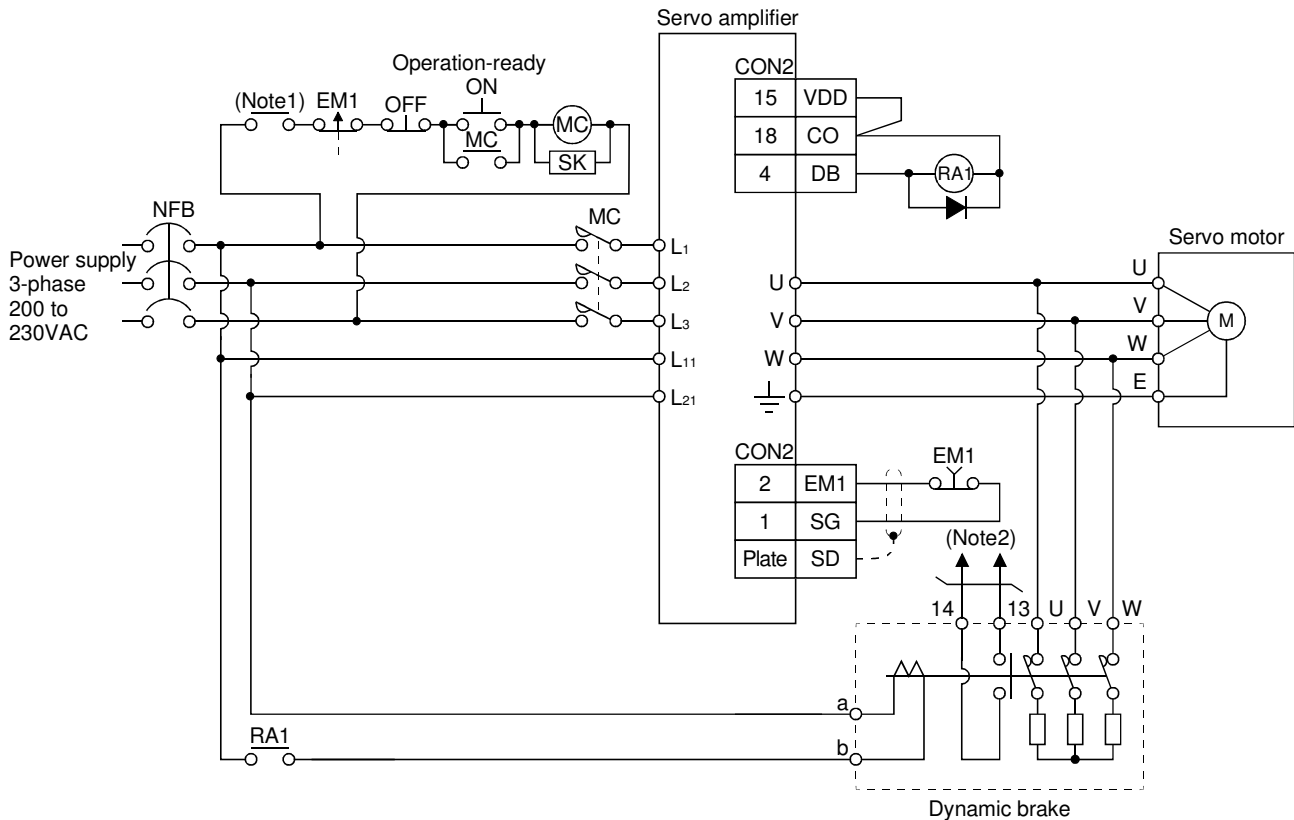 Servo amplifier
Operation-ready
ON
(Note1)
EM1
OFF
MC
MC
SK
CON2
15 VDD
18 CO
4 DB
RA1
NFB
MC
Power supply
3-phase
200 to
230VAC
L1
L2
L3
L11
L21
U
V
W
Servo motor
U
V
W
E
M
CON2
2 EM1
1 SG
Plate SD
EM1
(Note2)
14 13 U V W
a
b
RA1
Dynamic brake